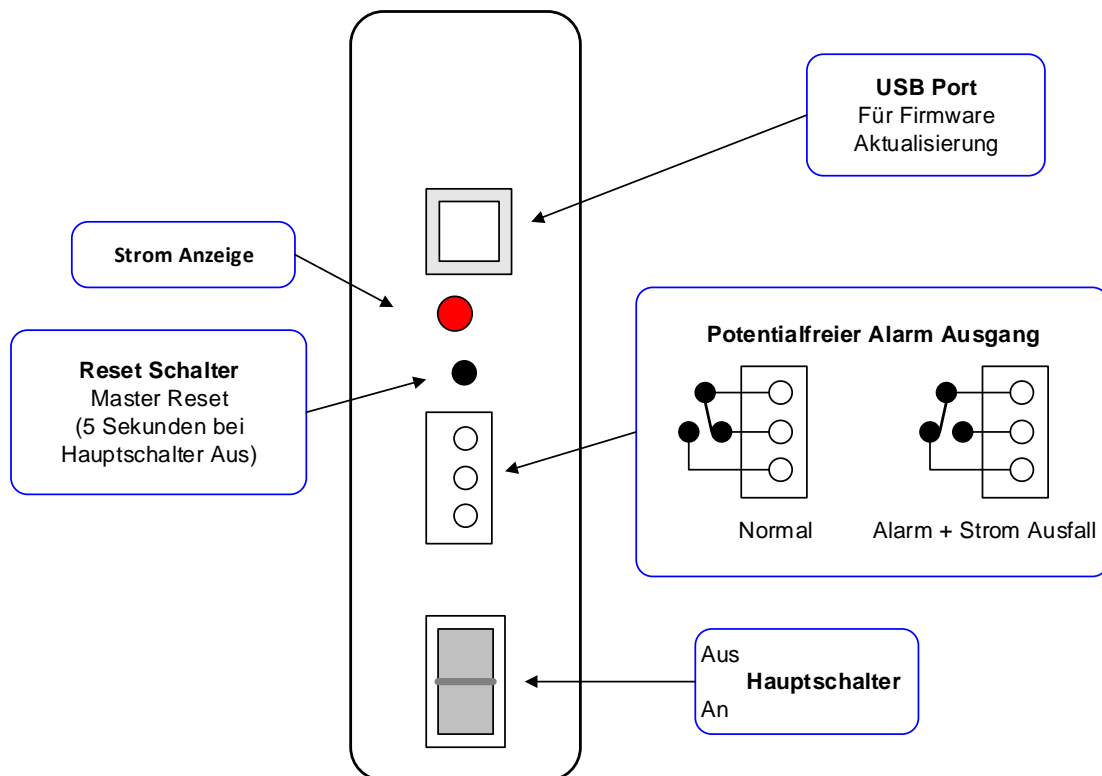 USB Port
Für Firmware
Aktualisierung
Strom Anzeige
Reset Schalter
Master Reset
(5 Sekunden bei
Hauptschalter Aus)
Potentialfreier Alarm Ausgang
Normal
Alarm + Strom Ausfall
Aus
Hauptschalter
An